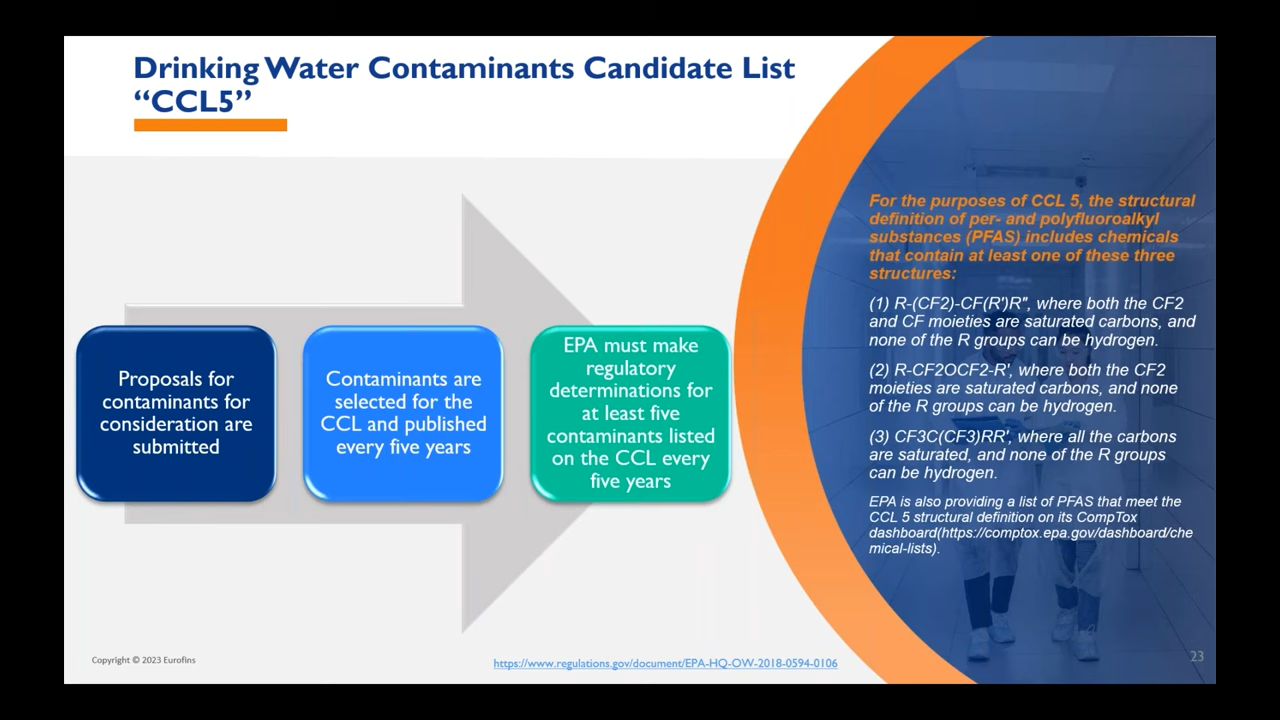 Drinking Water Contaminants Candidate List
“CCL5”
Proposals for
contaminants for
consideration are
submitted
Contaminants are
selected for the
CCL and published
every five years
EPA must make
regulatory
determinations for
at least five
contaminants listed
on the CCL every
five years
For the purposes of CCL 5, the structural
definition of per- and polyfluoroalkyl
substances (PFAS) includes chemicals
that contain at least one of these three
structures:
(1) R-(CF2)-CF(R')R", where both the CF2
and CF moieties are saturated carbons, and
none of the R groups can be hydrogen.
(2) R-CF2OCF2-R', where both the CF2
moieties are saturated carbons, and none
of the R groups can be hydrogen.
(3) CF3C(CF3)RR', where all the carbons
are saturated, and none of the R groups
can be hydrogen.
EPA is also providing a list of PFAS that meet the
CCL 5 structural definition on its CompTox
dashboard(https://comptox.epa.gov/dashboard/che
mical-lists).
Copyright © 2023 Eurofins
https://www.regulations.gov/document/EPA-HQ-OW-2018-0594-0106
23